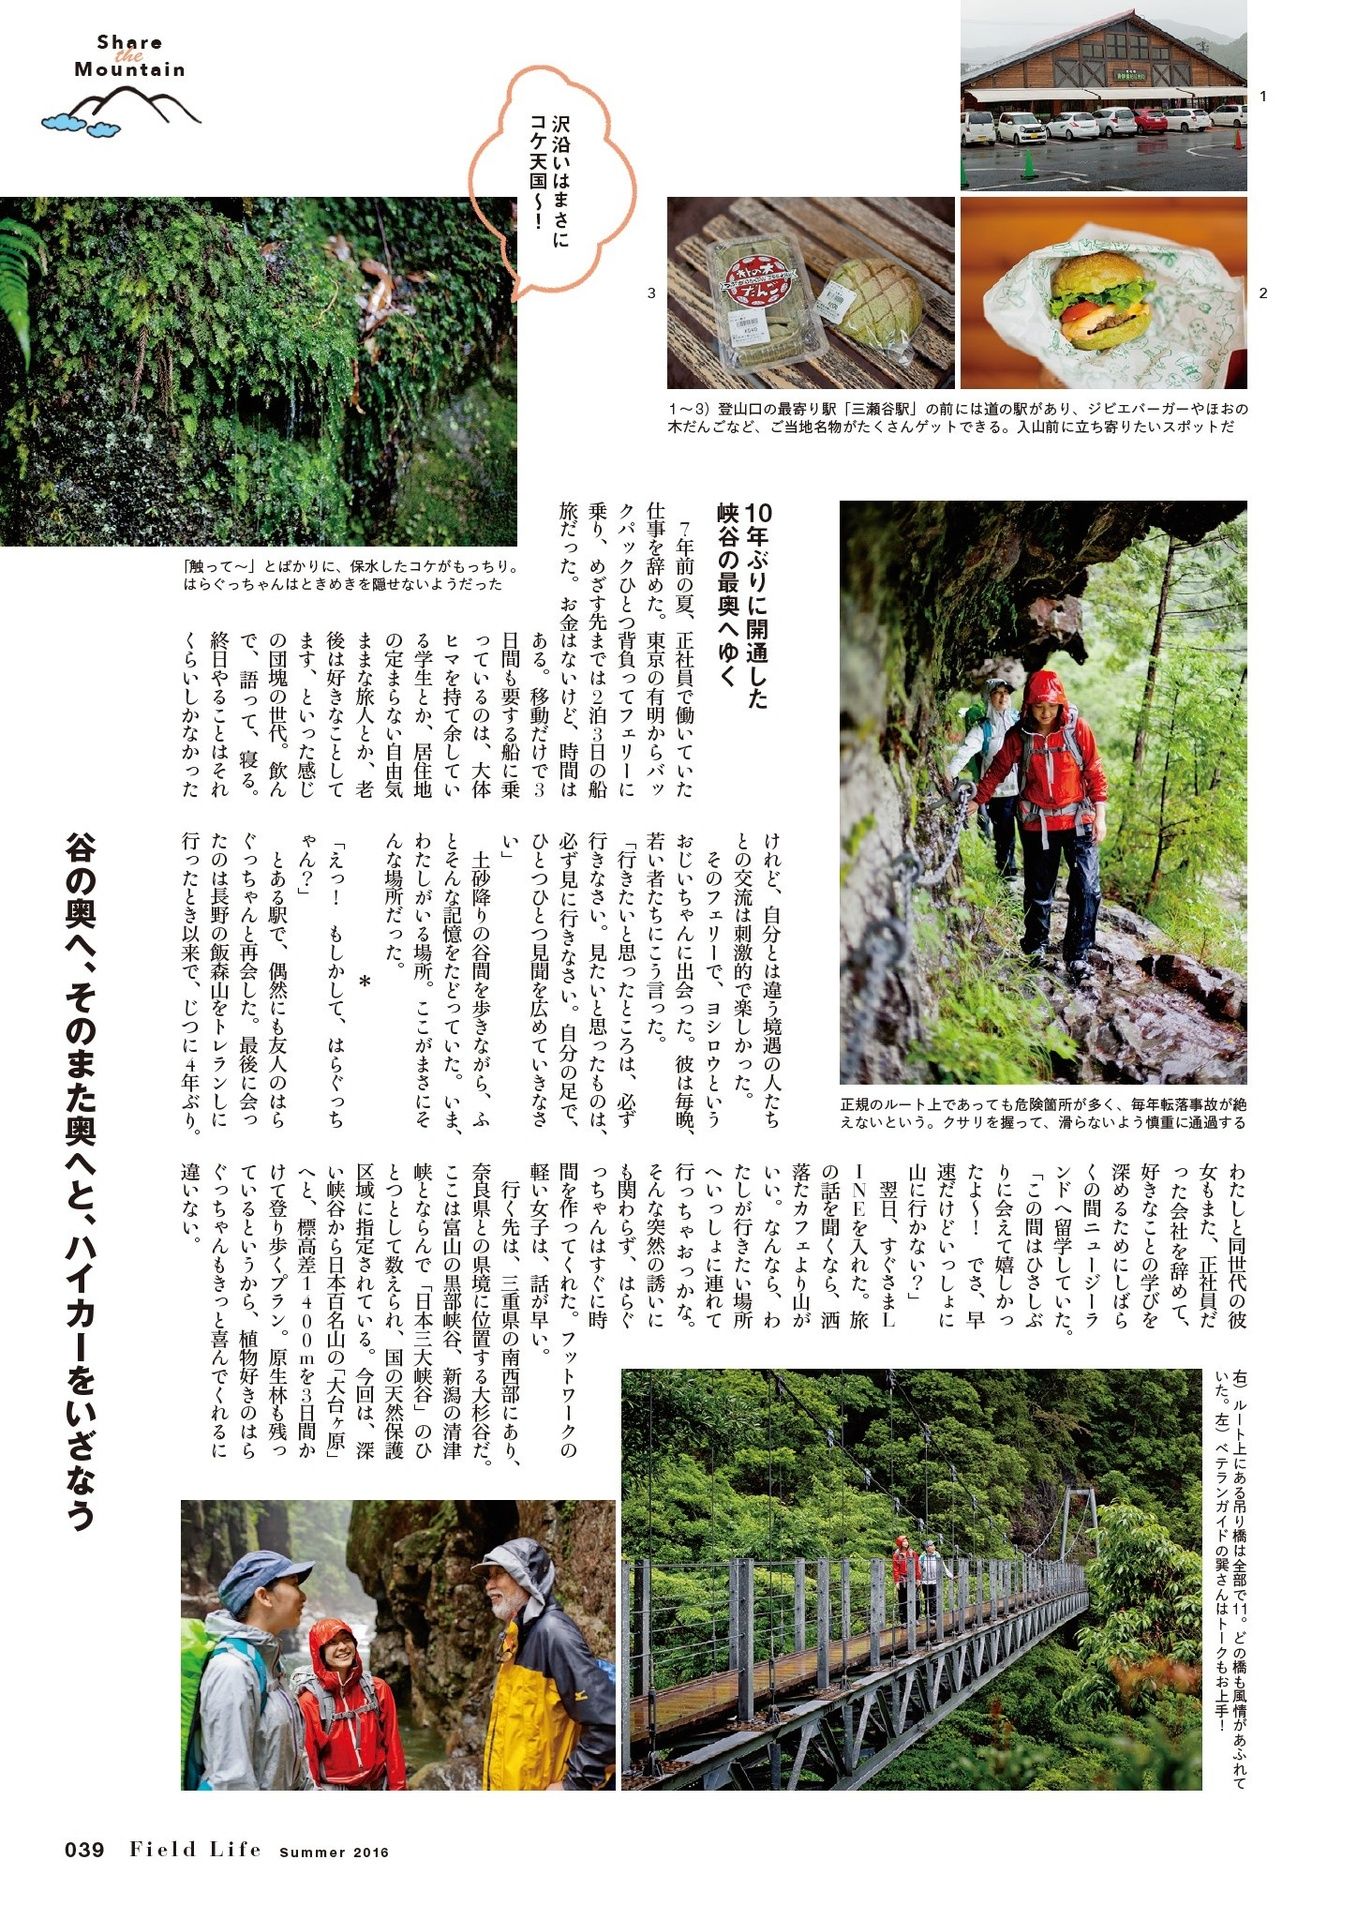 Share
the
Mountain
沢沿いはまさに
コケ天国～！
1
2
3
1～3）登山口の最寄り駅「三瀬谷駅」の前には道の駅があり、ジビエバーガーやほおの
木だんごなど、ご当地名物がたくさんゲットできる。入山前に立ち寄りたいスポットだ
「触って～」とばかりに、保水したコケがもっちり。
はらぐっちゃんはときめきを隠せないようだった
10年ぶりに開通した
峡谷の最奥へゆく
7年前の夏、正社員で働いていた
仕事を辞めた。東京の有明からバッ
クパックひとつ背負ってフェリーに
乗り、めざす先までは2泊3日の船
旅だった。お金はないけど、時間は
ある。移動だけで3
日間も要する船に乗
っているのは、大体
ヒマを持て余してい
る学生とか、居住地
の定まらない自由気
ままな旅人とか、老
後は好きなことして
ます、といった感じ
の団塊の世代。飲ん
で、語って、寝る。
終日やることはそれ
くらいしかなかった
けれど、自分とは違う境遇の人たち
との交流は刺激的で楽しかった。
そのフェリーで、ヨシロウという
おじいちゃんに出会った。彼は毎晩、
若い者たちにこう言った。
「行きたいと思ったところは、必ず
行きなさい。見たいと思ったものは、
必ず見に行きなさい。自分の足で、
ひとつひとつ見聞を広めていきなさ
い」
土砂降りの谷間を歩きながら、ふ
とそんな記憶をたどっていた。いま、
わたしがいる場所。ここがまさにそ
んな場所だった。
＊
「えっ！　もしかして、はらぐっち
ゃん？」
とある駅で、偶然にも友人のはら
ぐっちゃんと再会した。最後に会っ
たのは長野の飯森山をトレランしに
行ったとき以来で、じつに4年ぶり。
わたしと同世代の彼
女もまた、正社員だ
った会社を辞めて、
好きなことの学びを
深めるためにしばら
くの間ニュージーラ
ンドへ留学していた。
「この間はひさしぶ
りに会えて嬉しかっ
たよ～！　でさ、早
速だけどいっしょに
山に行かない？」
翌日、すぐさまL
INEを入れた。旅
の話を聞くなら、洒
落たカフェより山が
いい。なんなら、わ
たしが行きたい場所
へいっしょに連れて
行っちゃおっかな。
そんな突然の誘いに
も関わらず、はらぐ
っちゃんはすぐに時
間を作ってくれた。フットワークの
軽い女子は、話が早い。
行く先は、三重県の南西部にあり、
奈良県との県境に位置する大杉谷だ。
ここは富山の黒部峡谷、新潟の清津
峡とならんで「日本三大峡谷」のひ
とつとして数えられ、国の天然保護
区域に指定されている。今回は、深
い峡谷から日本百名山の「大台ヶ原」
へと、標高差1400mを3日間か
けて登り歩くプラン。原生林も残っ
ているというから、植物好きのはら
ぐっちゃんもきっと喜んでくれるに
違いない。
谷の奥へ、そのまた奥へと、ハイカーをいざなう
正規のルート上であっても危険箇所が多く、毎年転落事故が絶
えないという。クサリを握って、滑らないよう慎重に通過する
右）ルート上にある吊り橋は全部で11。どの橋も風情があふれて
いた。左）ベテランガイドの巽さんはトークもお上手！
039 Field Life Summer 2016